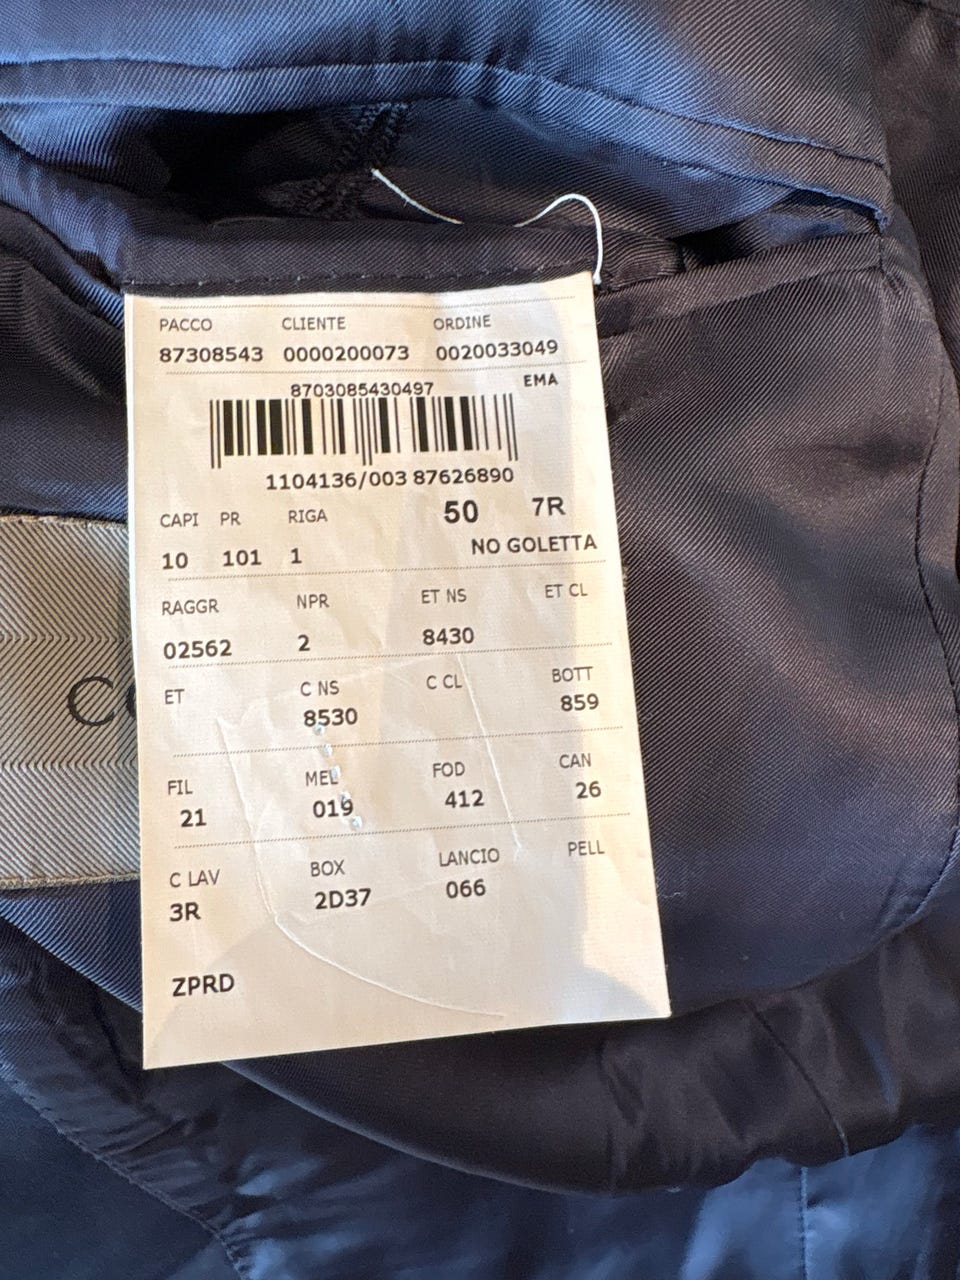 PACCO CLIENTE ORDINE
87308543 0000200073 0020033049
8703085430497 EMA
1104136/003 87626890
CAPI PR RIGA 50 7R
10 101 1 NO GOLETTA
RAGGR NPR ET NS ET CL
02562 2 8430
ET C NS C CL BOTT
8530 859
FIL MEL FOD CAN
21 019 412 26
C LAV BOX LANCIO PELL
3R 2D37 066
ZPRD